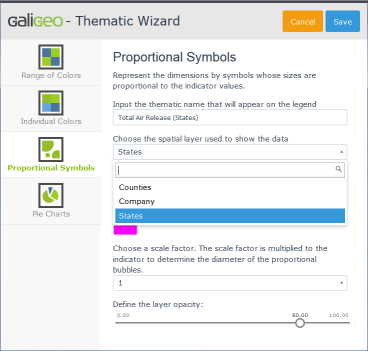 GALIGEO - Thematic Wizard
Cancel
Save
Range of Colors
Individual Colors
Proportional Symbols
Pie Charts
Proportional Symbols
Represent the dimensions by symbols whose sizes are
proportional to the indicator values.
Input the thematic name that will appear on the legend
Total Air Release (States)
Choose the spatial layer used to show the data
States
Counties
Company
States
Choose a scale factor. The scale factor is multiplied to the
indicator to determine the diameter of the proportional
bubbles.
1
Define the layer opacity:
0.00 80.00 100.00